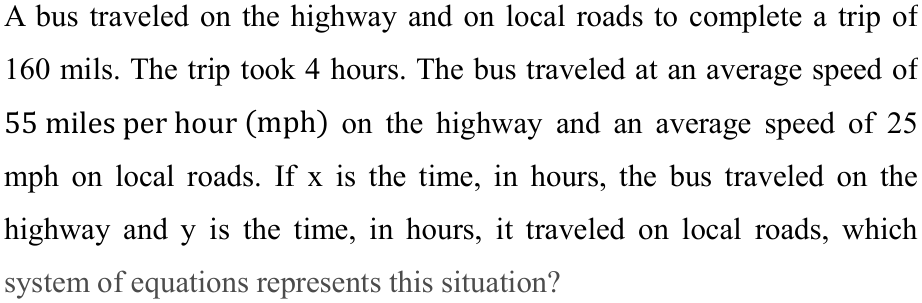 A bus traveled on the highway and on local roads to complete a trip of
160 mils. The trip took 4 hours. The bus traveled at an average speed of
55 miles per hour (mph) on the highway and an average speed of 25
mph on local roads. If x is the time, in hours, the bus traveled on the
highway and y is the time, in hours, it traveled on local roads, which
system of equations represents this situation?